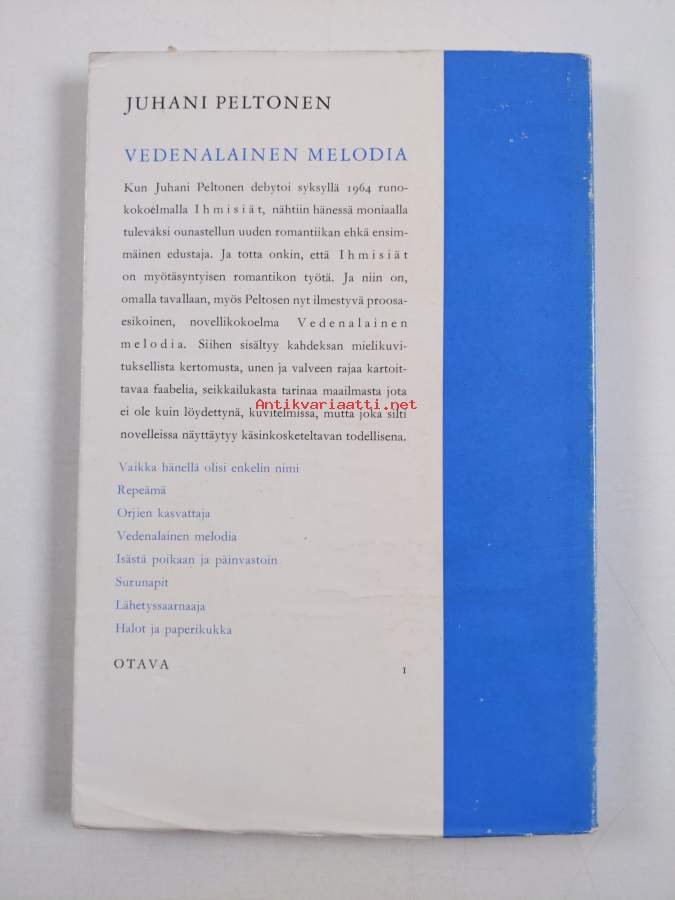 JUHANI PELTONEN
VEDENALAINEN MELODIA
Kun Juhani Peltonen debytoi syksyllä 1964 runo-
kokoelmalla Ihmisiät, nähtiin hänessä moniaalla
tulevaksi ounastellun uuden romantiikan ehkä ensim-
mäinen edustaja. Ja totta onkin, että Ihmisiät
on myötäsyntyisen romantikon työtä. Ja niin on,
omalla tavallaan, myös Peltosen nyt ilmestyvä proosa-
esikoinen, novellikokoelma Vedenalainen
melodia. Siihen sisältyy kahdeksan mielikuvi-
tuksellista kertomusta, unen ja valveen rajaa kartoit-
tavaa faabelia, seikkailukasta tarinaa maailmasta jota
Antikvariaatti.net
ei ole kuin löydettynä, kuvitelmissa, mutta joka silti
novelleissa näyttäytyy käsinkosketeltavan todellisena.
Vaikka hänellä olisi enkelin nimi
Repeämä
Orjien kasvattaja
Vedenalainen melodia
Isästä poikaan ja päinvastoin
Surunapit
Lähetyssaarnaaja
Halot ja paperikukka
OTAVA 1